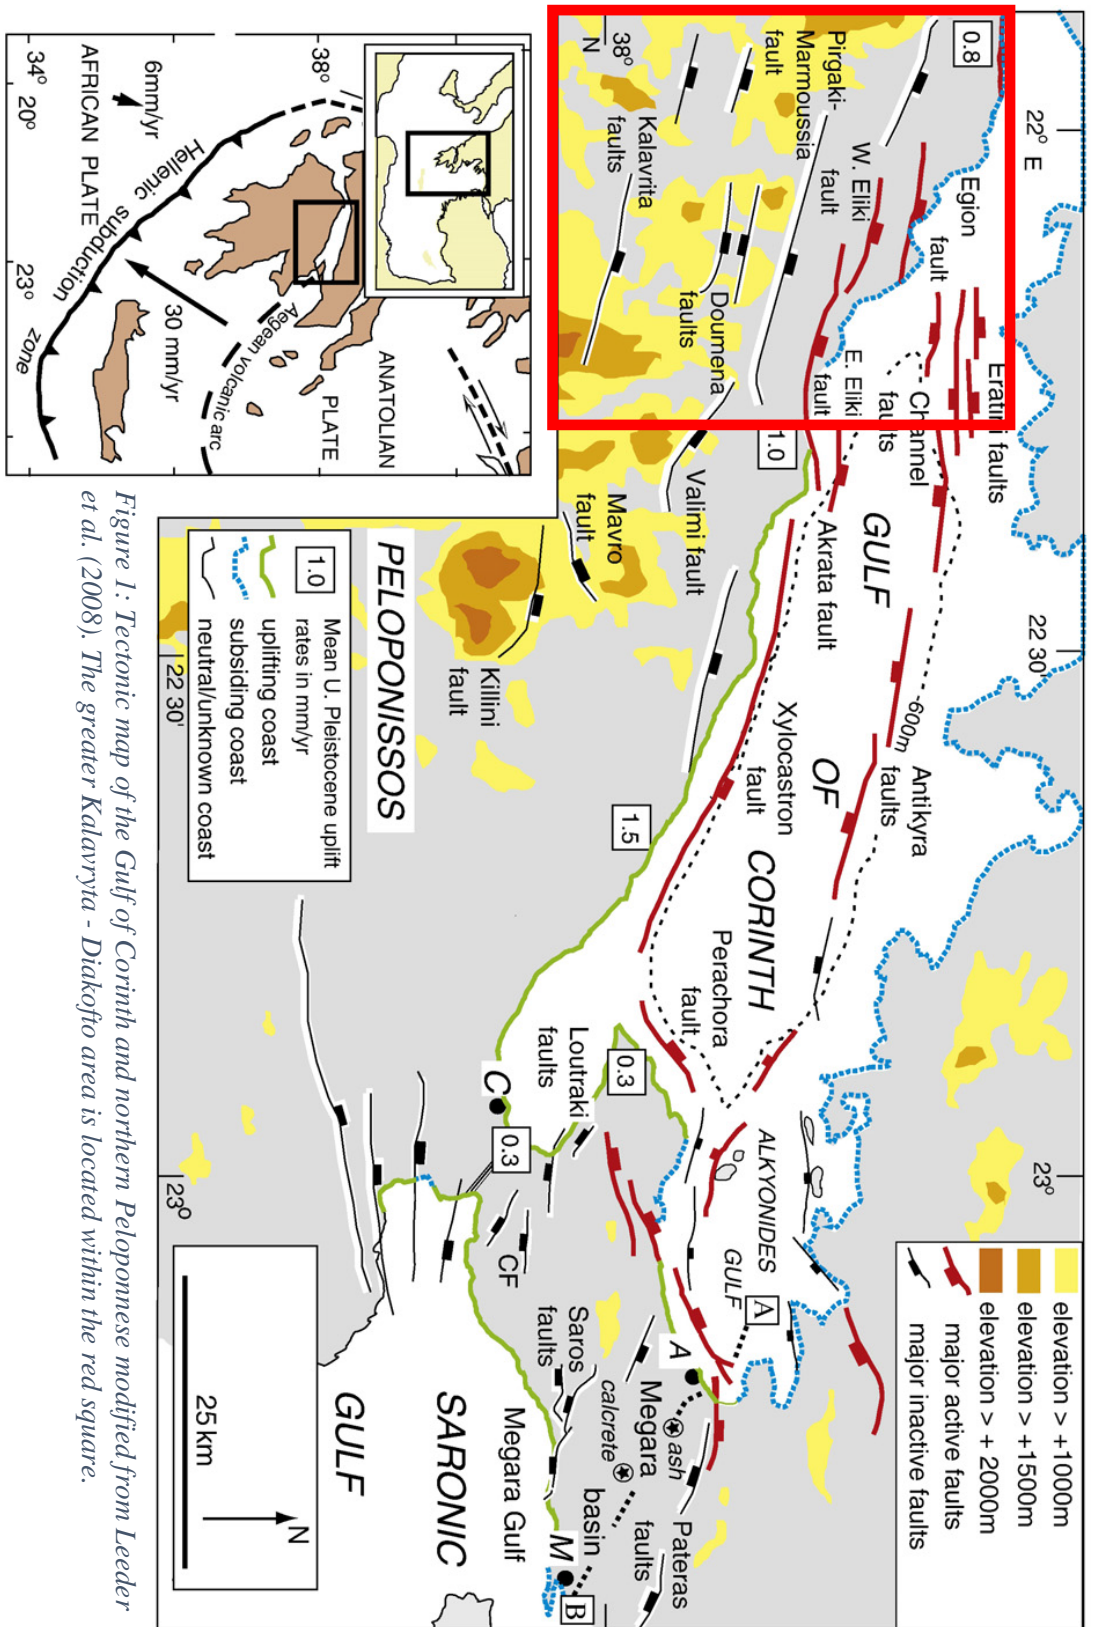 22° E
22 30'
23°
0.8
38°
N
Pirgaki-
Marmoussia
fault
fault
Kalavrita
faults
W. Eliki
fault
Egion
fault
Doumena
faults
E. Eliki
fault
Eratini faults
Channel
faults
1.0
Valimi fault
Mavro
fault
Killini
fault
Akrata fault
Xylocastron
fault
GULF
OF
CORINTH
600m
Antikyra
faults
1.5
Perachora
fault
Loutraki
faults
0.3
C
0.3
CF
ALKYONIDES
GULF
A
A
Saros
faults
Megara
basin
ash
calcrete
Pateras
faults
Megara Gulf
M
B
SARONIC
GULF
PELOPONISSOS
22 30'
23°
elevation > +1000m
elevation > +1500m
elevation > + 2000m
major active faults
major inactive faults
1.0
Mean U. Pleistocene uplift
rates in mm/yr
uplifting coast
subsiding coast
neutral/unknown coast
N
25 km
38°
34°
20°
23°
6mm/yr
AFRICAN PLATE
Hellenic subduction zone
30 mm/yr
Aegean volcanic arc
ANATOLIAN
PLATE
Figure 1: Tectonic map of the Gulf of Corinth and northern Peloponnese modified from Leeder
et al. (2008). The greater Kalavryta - Diakofto area is located within the red square.